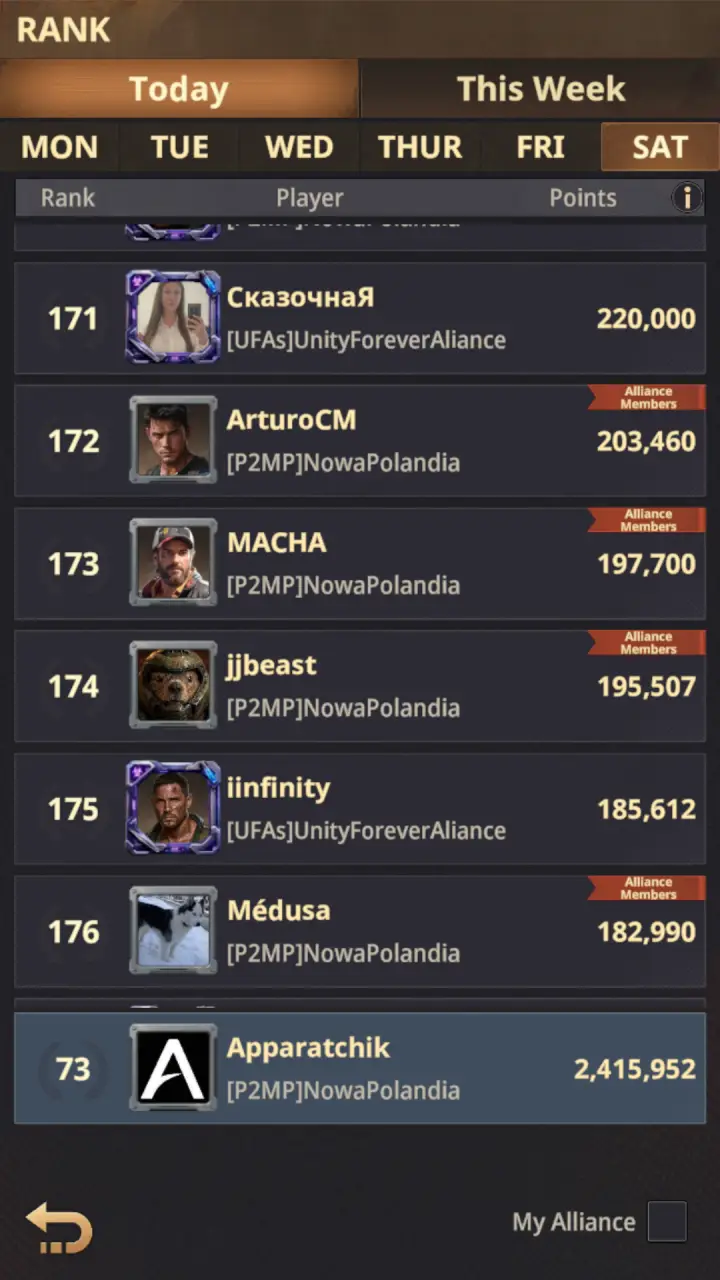 RANK
Today
This Week
MON TUE WED THUR FRI SAT
Rank Player Points i
171
СказочнаЯ
[UFAs]UnityForeverAliance
220,000
Alliance
Members
172
ArturoCM
[P2MP]NowaPolandia
203,460
Alliance
Members
173
MACHA
[P2MP]NowaPolandia
197,700
Alliance
Members
174
jjbeast
[P2MP]NowaPolandia
195,507
175
iinfinity
[UFAs]UnityForeverAliance
185,612
Alliance
Members
176
Médusa
[P2MP]NowaPolandia
182,990
73
Apparatchik
[P2MP]NowaPolandia
2,415,952
My Alliance